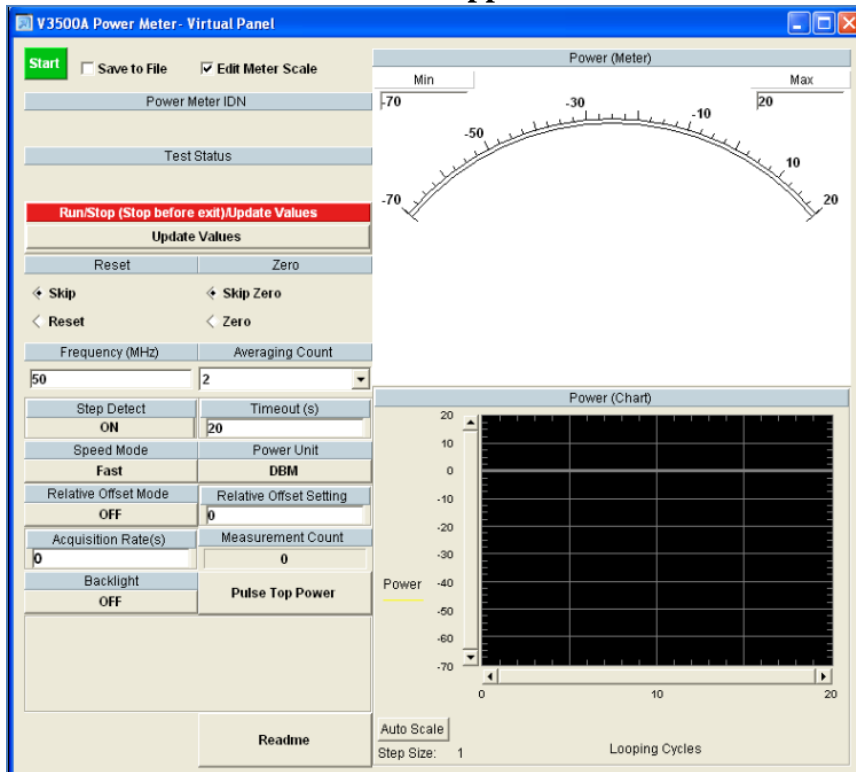 V3500A Power Meter- Virtual Panel
Start
Save to File
Edit Meter Scale
Power Meter IDN
Test Status
Run/Stop (Stop before exit)/Update Values
Update Values
Reset
Zero
Skip
Skip Zero
Reset
Zero
Frequency (MHz)
Averaging Count
50
2
Step Detect
Timeout (s)
ON
20
Speed Mode
Power Unit
Fast
DBM
Relative Offset Mode
Relative Offset Setting
OFF
0
Acquisition Rate(s)
Measurement Count
0
0
Backlight
OFF
Pulse Top Power
Readme
Power (Meter)
Min
Max
-70
20
-70
-50
-30
-10
10
20
Power (Chart)
20
10
0
-10
-20
-30
Power
-40
-50
-60
-70
0
10
20
Auto Scale
Step Size: 1
Looping Cycles